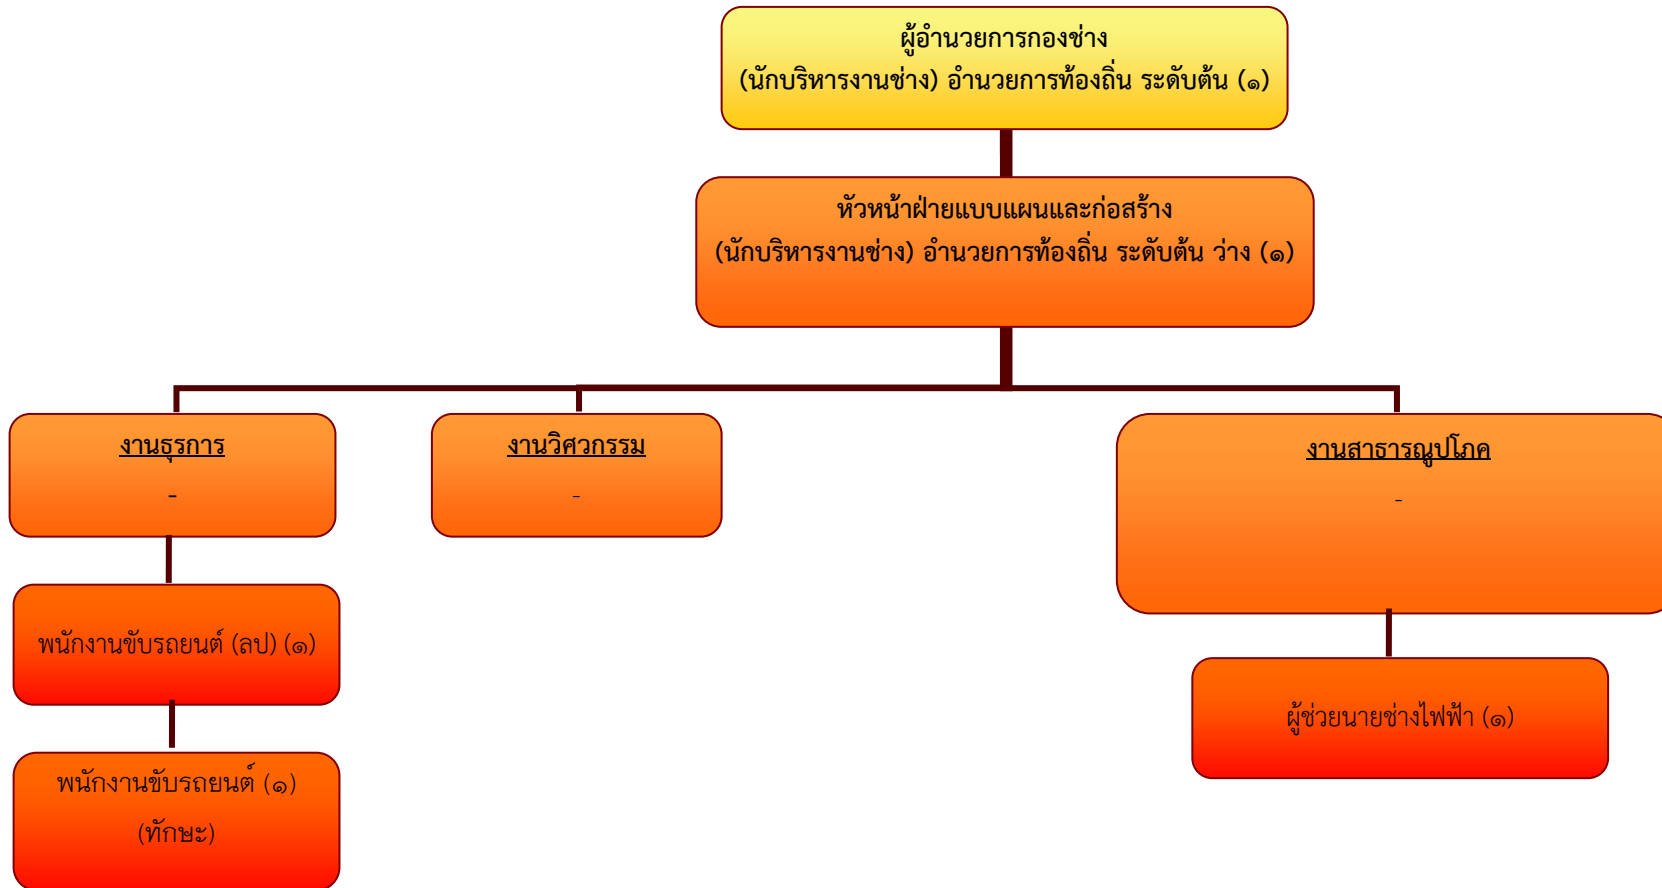 ผู้อำนวยการกองช่าง
(นักบริหารงานช่าง) อำนวยการท้องถิ่น ระดับต้น (๑)
หัวหน้าฝ่ายแบบแผนและก่อสร้าง
(นักบริหารงานช่าง) อำนวยการท้องถิ่น ระดับต้น ว่าง (๑)
งานธุรการ
-
งานวิศวกรรม
-
งานสาธารณูปโภค
-
พนักงานขับรถยนต์ (ลป) (๑)
ผู้ช่วยนายช่างไฟฟ้า (๑)
พนักงานขับรถยนต์ (๑)
(ทักษะ)